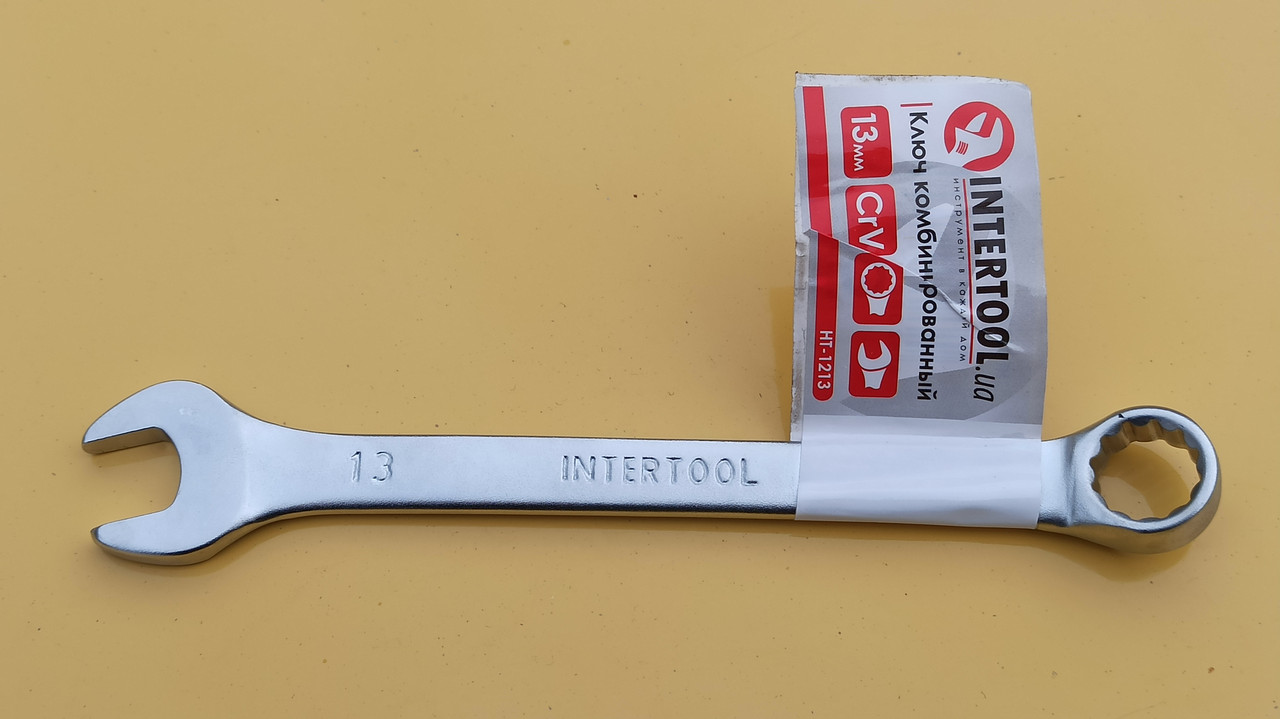 13
INTERTOOL
INTERTOOL.ua
инструмент в каждый дом
Ключ комбинированный
13мм
CrV
HT-1213